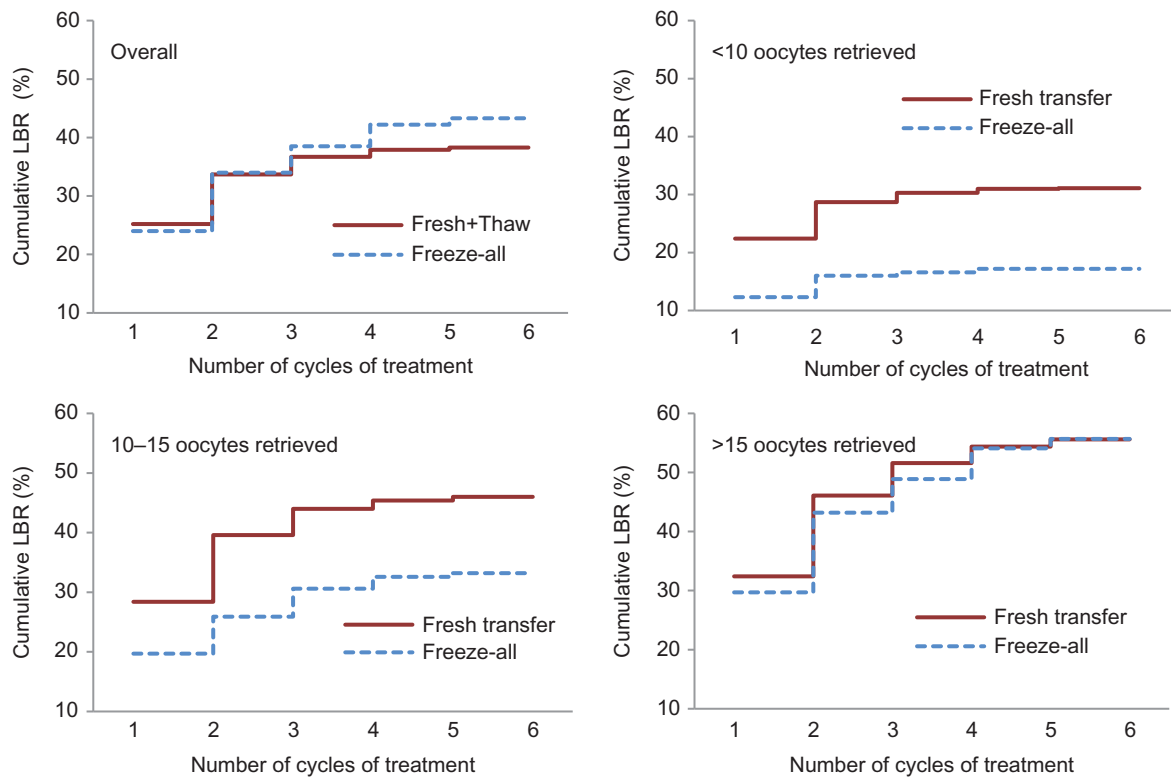 Overall
Cumulative LBR (%)
60
50
40
30
20
10
Fresh+Thaw
Freeze-all
1 2 3 4 5 6
Number of cycles of treatment
<10 oocytes retrieved
Cumulative LBR (%)
60
50
40
30
20
10
Fresh transfer
Freeze-all
1 2 3 4 5 6
Number of cycles of treatment
10–15 oocytes retrieved
Cumulative LBR (%)
60
50
40
30
20
10
Fresh transfer
Freeze-all
1 2 3 4 5 6
Number of cycles of treatment
>15 oocytes retrieved
Cumulative LBR (%)
60
50
40
30
20
10
Fresh transfer
Freeze-all
1 2 3 4 5 6
Number of cycles of treatment